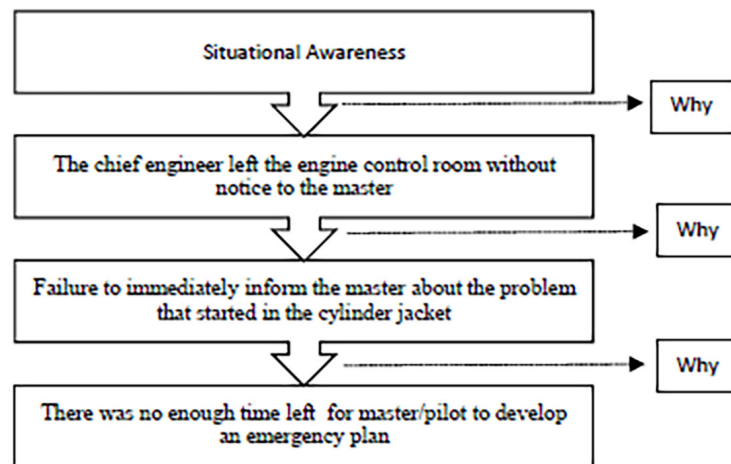 Situational Awareness
Why
The chief engineer left the engine control room without
notice to the master
Why
Failure to immediately inform the master about the problem
that started in the cylinder jacket
Why
There was no enough time left for master/pilot to develop
an emergency plan